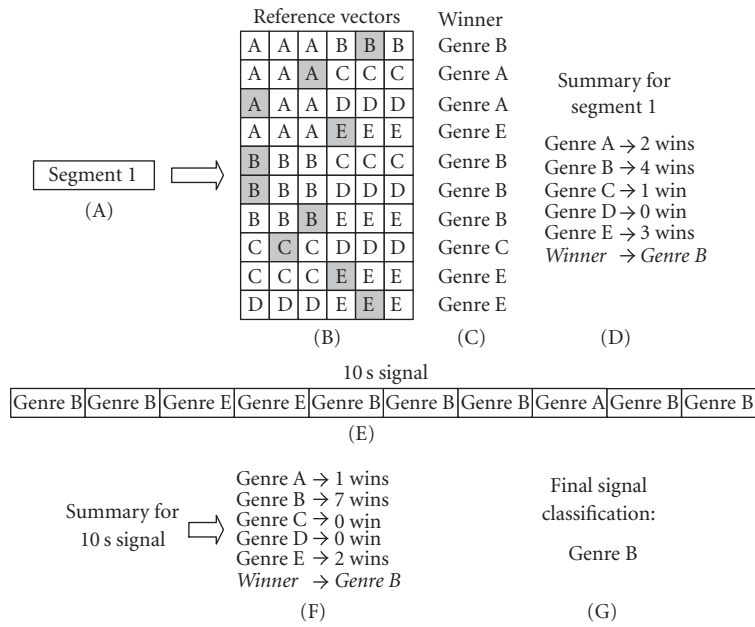 Reference vectors
Winner
A A A B B B Genre B
A A A C C C Genre A
A A A D D D Genre A
A A A E E E Genre E
B B B C C C Genre B
B B B D D D Genre B
B B B E E E Genre B
C C C D D D Genre C
C C C E E E Genre E
D D D E E E Genre E
Segment 1
(A)
(B)
(C)
Summary for
segment 1
Genre A → 2 wins
Genre B → 4 wins
Genre C → 1 win
Genre D → 0 win
Genre E → 3 wins
Winner → Genre B
(D)
10 s signal
Genre B Genre B Genre E Genre E Genre B Genre B Genre B Genre A Genre B Genre B
(E)
Summary for
10 s signal
Genre A → 1 wins
Genre B → 7 wins
Genre C → 0 win
Genre D → 0 win
Genre E → 2 wins
Winner → Genre B
(F)
Final signal
classification:
Genre B
(G)